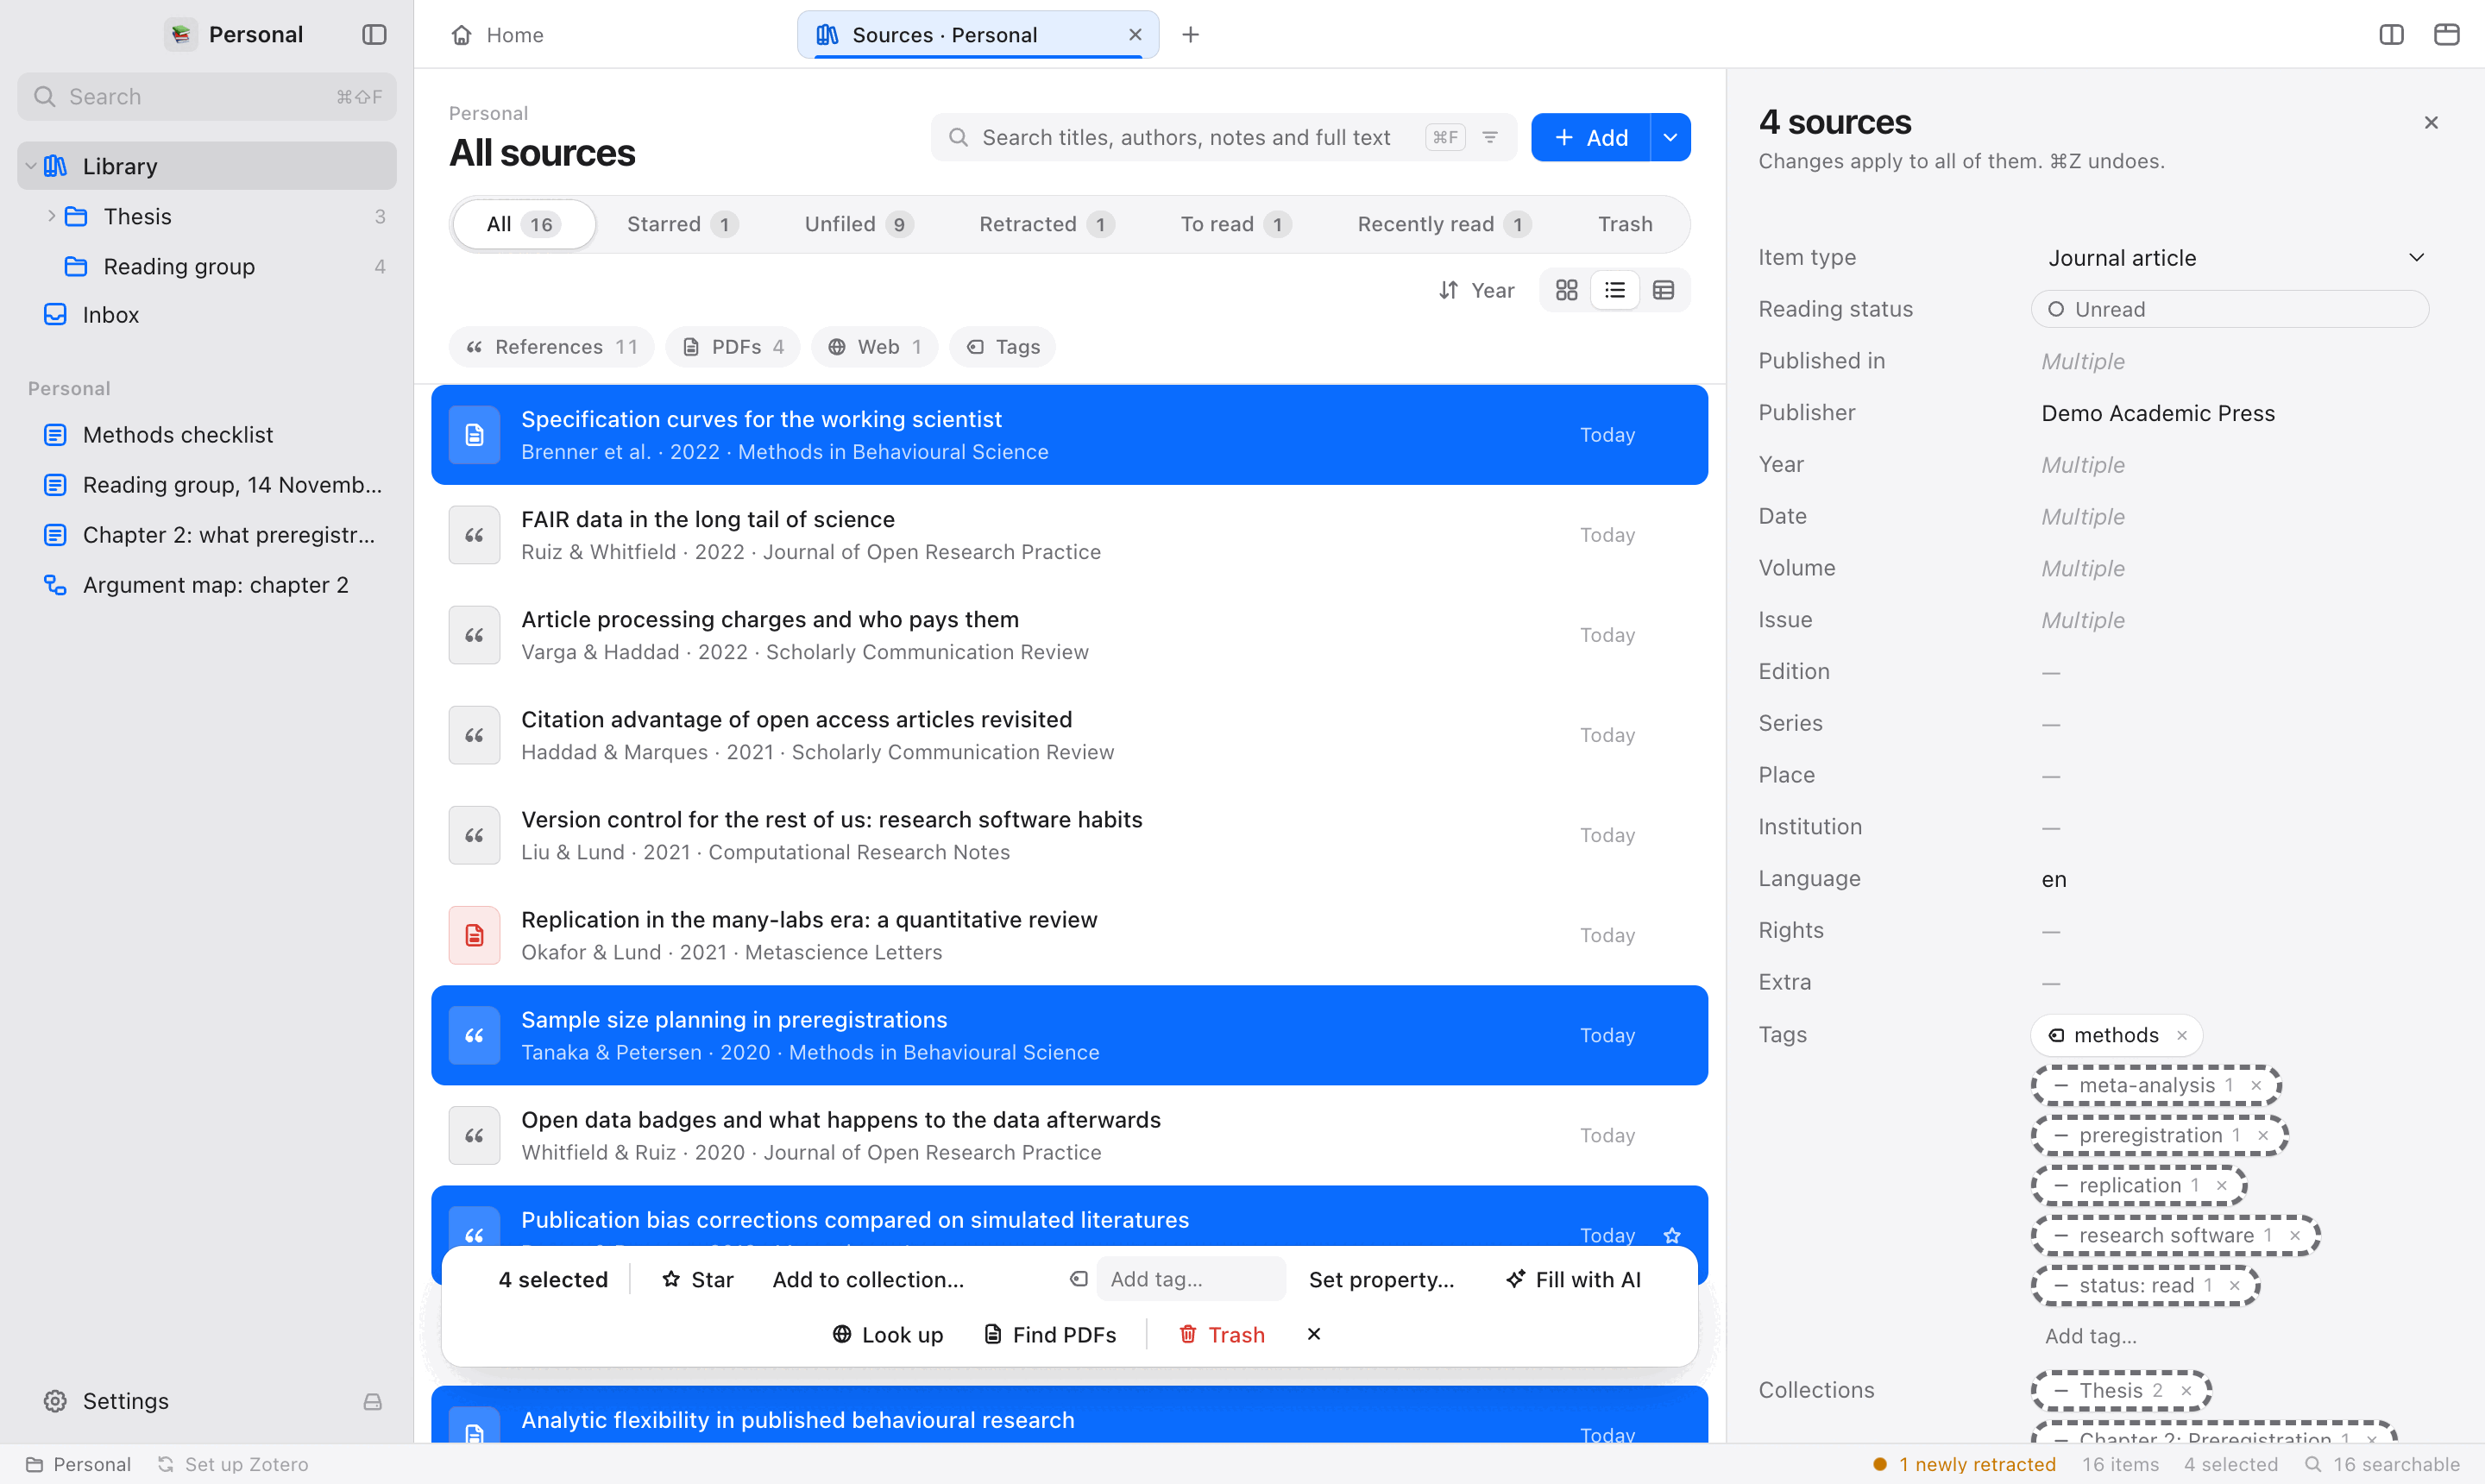 Personal
Search ⌘⇧F
Library
Thesis 3
Reading group 4
Inbox
Personal
Methods checklist
Reading group, 14 Novemb...
Chapter 2: what preregistr...
Argument map: chapter 2
Settings
Home
Sources · Personal
Personal
All sources
Search titles, authors, notes and full text ⌘F
Add
All 16
Starred 1
Unfiled 9
Retracted 1
To read 1
Recently read 1
Trash
Year
References 11
PDFs 4
Web 1
Tags
Specification curves for the working scientist
Brenner et al. · 2022 · Methods in Behavioural Science
Today
FAIR data in the long tail of science
Ruiz & Whitfield · 2022 · Journal of Open Research Practice
Today
Article processing charges and who pays them
Varga & Haddad · 2022 · Scholarly Communication Review
Today
Citation advantage of open access articles revisited
Haddad & Marques · 2021 · Scholarly Communication Review
Today
Version control for the rest of us: research software habits
Liu & Lund · 2021 · Computational Research Notes
Today
Replication in the many-labs era: a quantitative review
Okafor & Lund · 2021 · Metascience Letters
Today
Sample size planning in preregistrations
Tanaka & Petersen · 2020 · Methods in Behavioural Science
Today
Open data badges and what happens to the data afterwards
Whitfield & Ruiz · 2020 · Journal of Open Research Practice
Today
Publication bias corrections compared on simulated literatures
Today
4 selected
Star
Add to collection...
Add tag...
Set property...
Fill with AI
Look up
Find PDFs
Trash
Analytic flexibility in published behavioural research
Today
4 sources
Changes apply to all of them. ⌘Z undoes.
Item type Journal article
Reading status Unread
Published in Multiple
Publisher Demo Academic Press
Year Multiple
Date Multiple
Volume Multiple
Issue Multiple
Edition —
Series —
Place —
Institution —
Language en
Rights —
Extra —
Tags methods ×
— meta-analysis 1 ×
— preregistration 1 ×
— replication 1 ×
— research software 1 ×
— status: read 1 ×
Add tag...
Collections — Thesis 2 ×
— Chapter 2: Preregistration 1 ×
Personal
Set up Zotero
1 newly retracted
16 items
4 selected
16 searchable